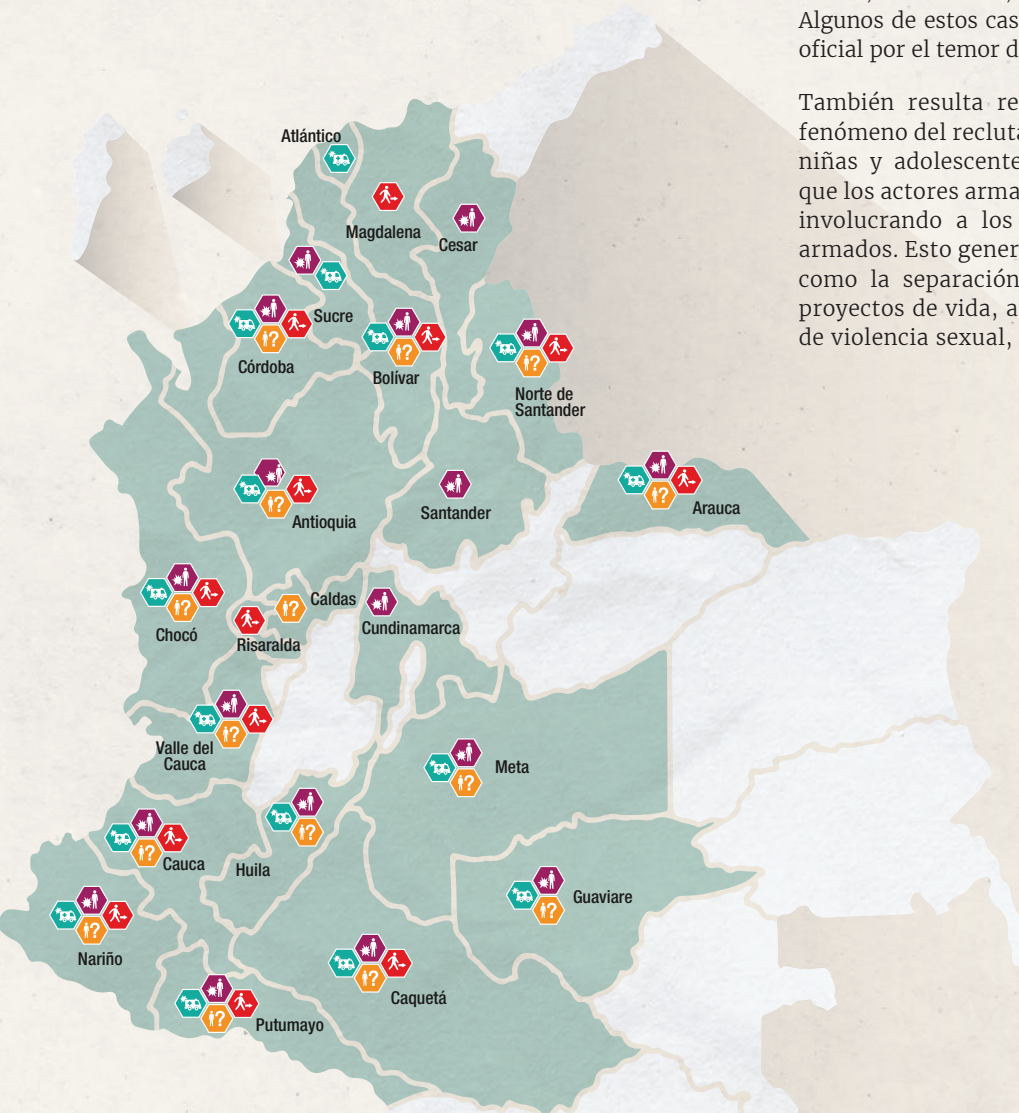 Algunos de estos cas
oficial por el temor d
También resulta re
fenómeno del recluta
niñas y adolescente
que los actores arma
involucrando a los
armados. Esto gener
como la separación
proyectos de vida, a
de violencia sexual,
Atlántico
Magdalena
Cesar
Sucre
Córdoba
Bolívar
Norte de
Santander
Antioquia
Santander
Arauca
Chocó
Risaralda
Caldas
Cundinamarca
Valle del
Cauca
Meta
Cauca
Huila
Guaviare
Nariño
Caquetá
Putumayo